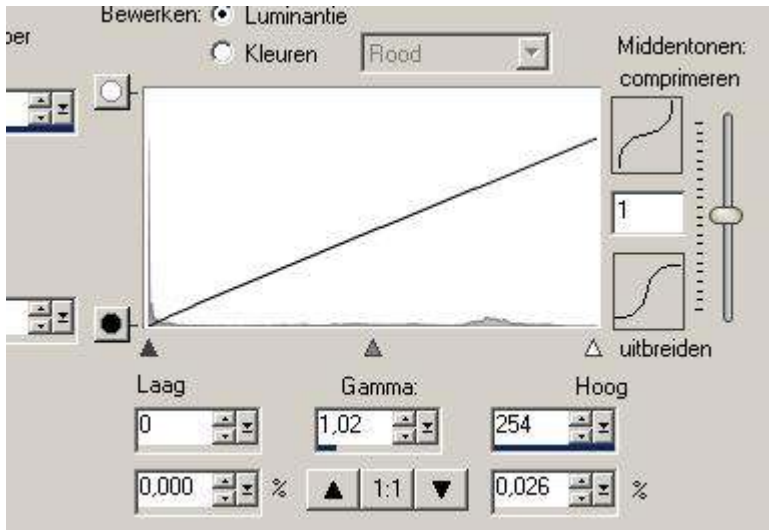 Bewerken: Luminantie
Kleuren Rood
Middentonen:
comprimeren
1
uitbreiden
Laag Gamma: Hoog
0 1,02 254
0,000 % 1:1 0,026 %